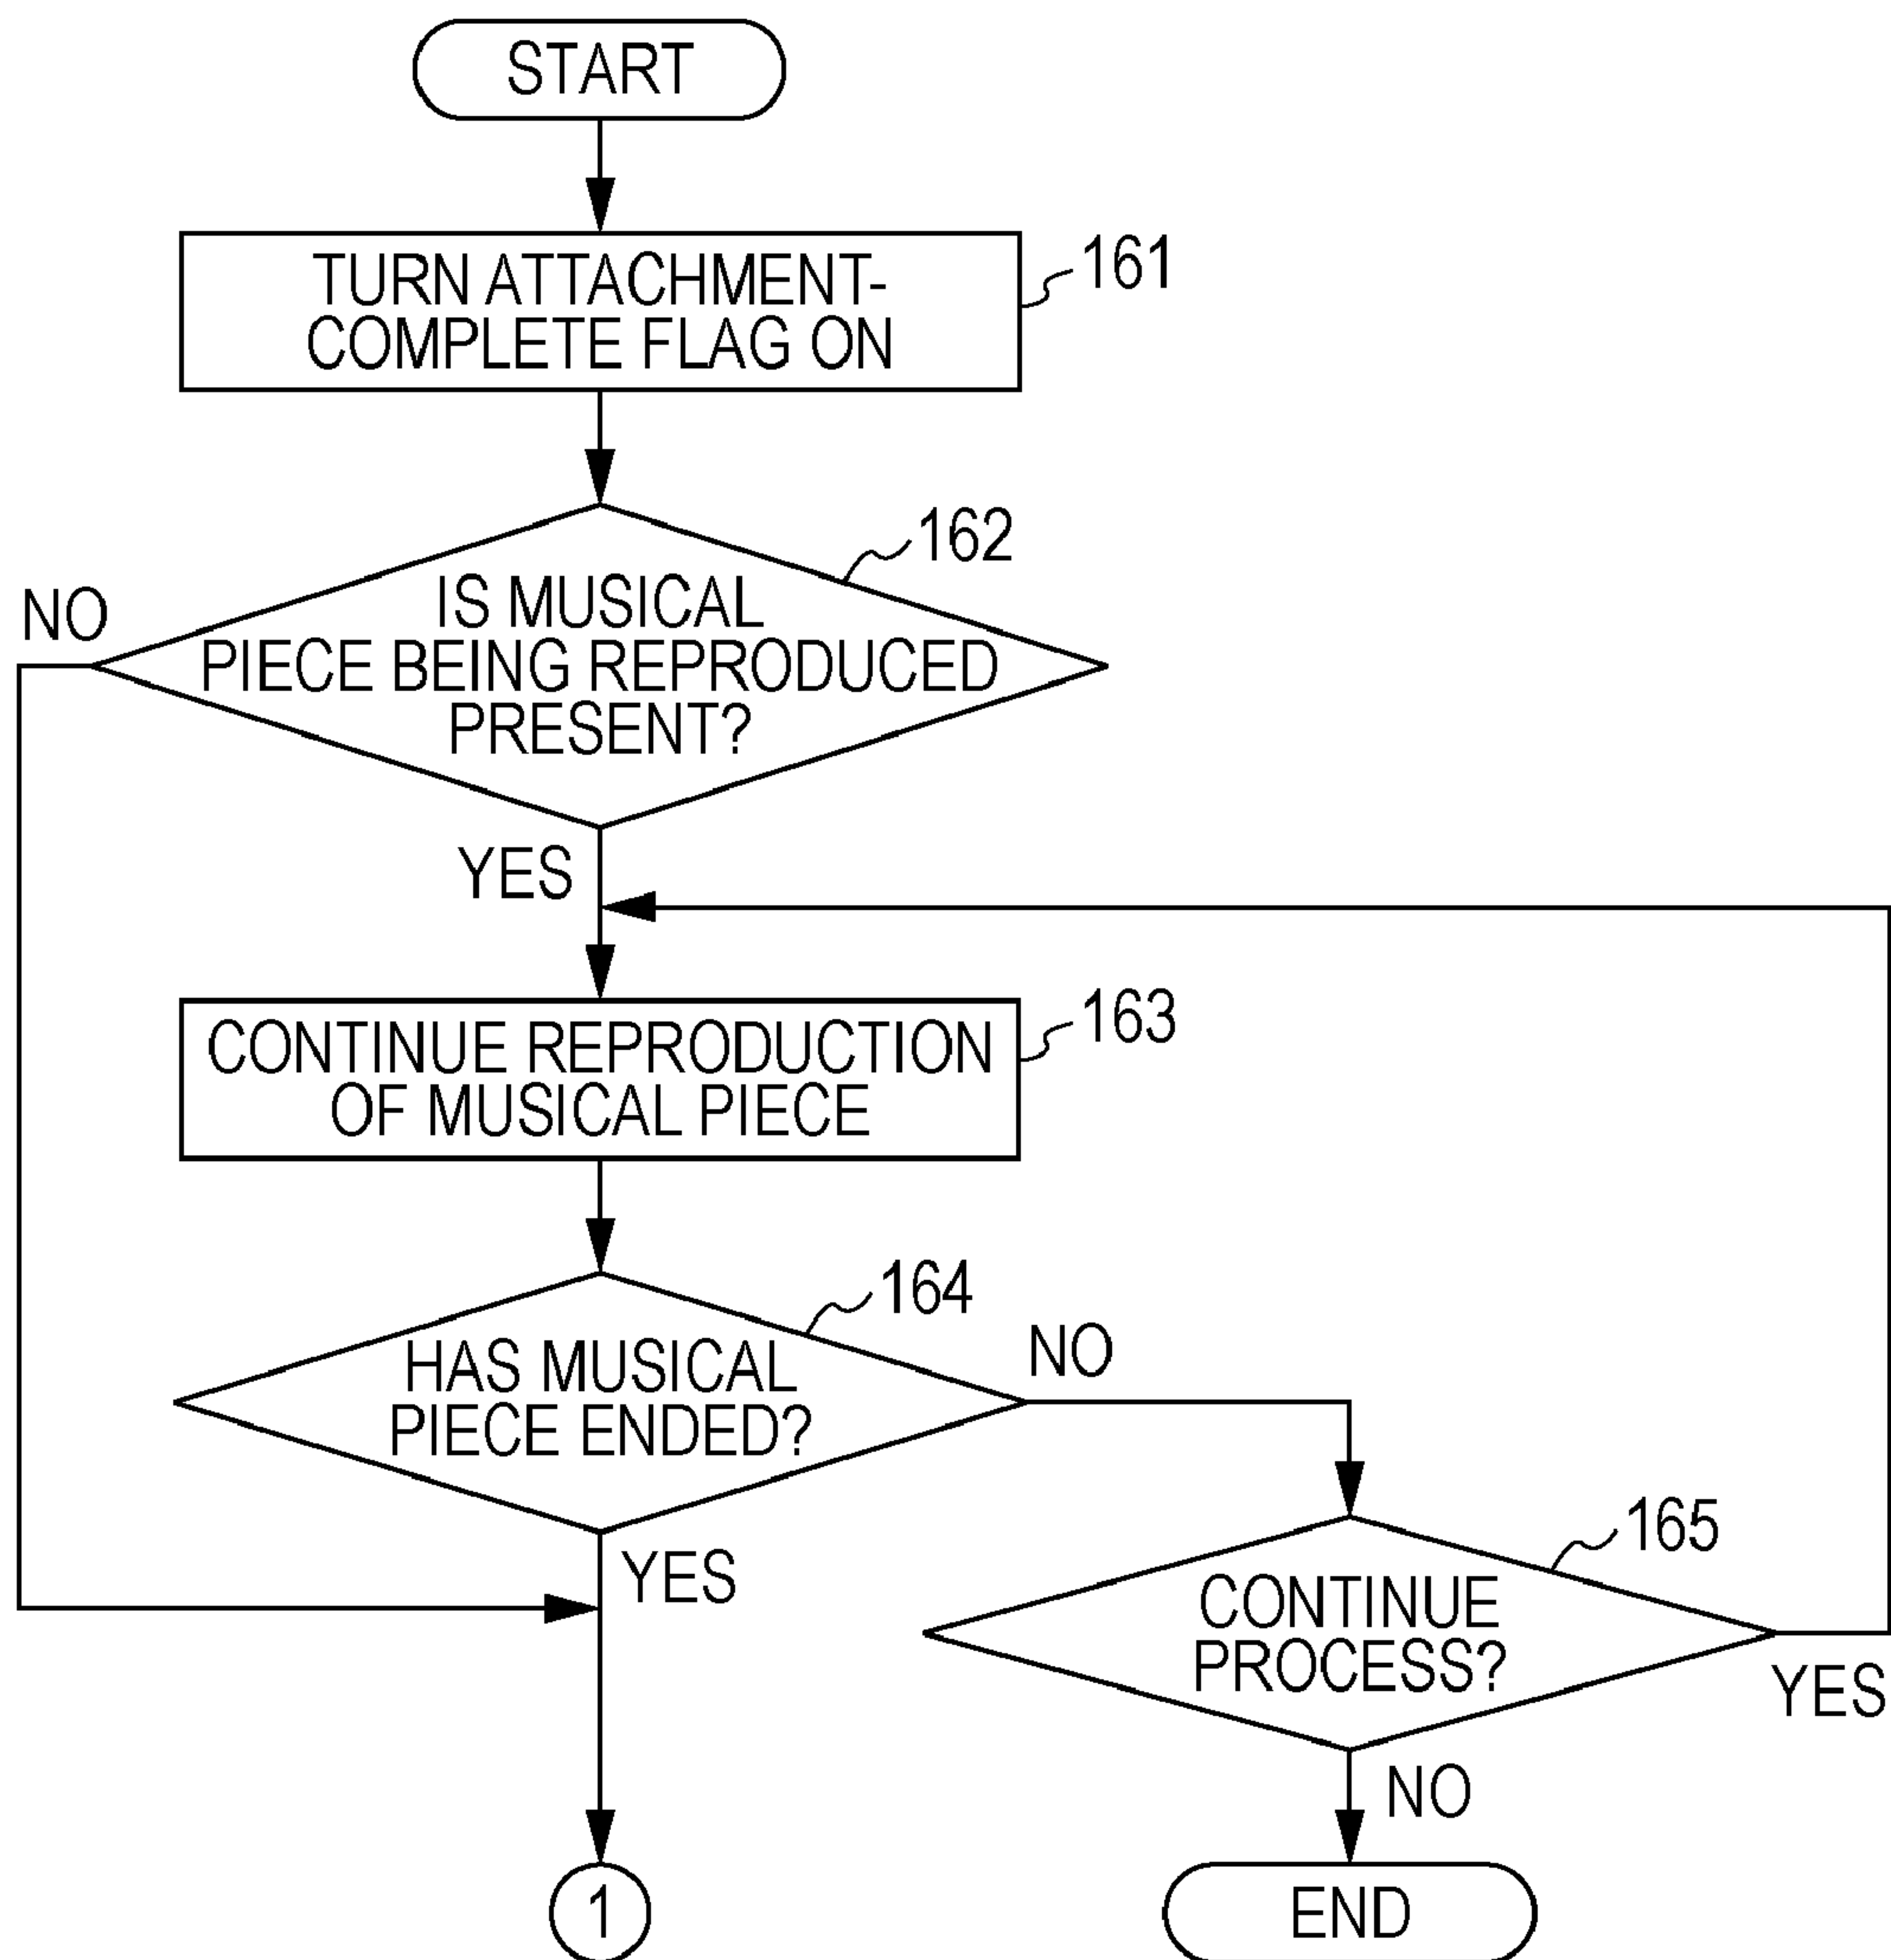 START
TURN ATTACHMENT-
COMPLETE FLAG ON
161
162
NO
IS MUSICAL
PIECE BEING REPRODUCED
PRESENT?
YES
CONTINUE REPRODUCTION
OF MUSICAL PIECE
163
164
HAS MUSICAL
PIECE ENDED?
NO
YES
165
CONTINUE
PROCESS?
YES
NO
1
END